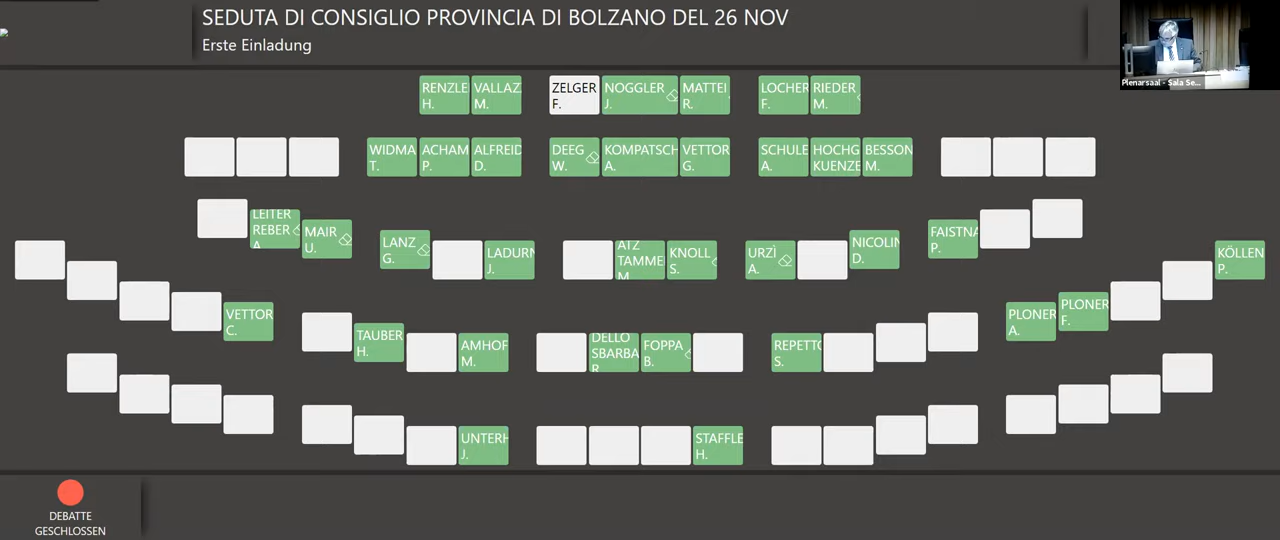 SEDUTA DI CONSIGLIO PROVINCIA DI BOLZANO DEL 26 NOV
Erste Einladung
Plenarsaal - Sala Se...
RENZLE
H.
VALLAZ
M.
ZELGER
F.
NOGGLER
J.
MATTEI
R.
LOCHER
F.
RIEDER
M.
WIDMA
T.
ACHAM
P.
ALFREID
D.
DEEG
W.
KOMPATSCH
A.
VETTOR
G.
SCHULE
A.
HOCHG
KUENZE
M.
BESSON
M.
LEITER
REBER
A.
MAIR
U.
LANZ
G.
LADURN
J.
ATZ
TAMME
M.
KNOLL
S.
URZÌ
A.
NICOLIN
D.
FAISTNA
P.
KÖLLEN
P.
VETTOR
C.
TAUBER
H.
AMHOF
M.
DELLO
SBARBA
R.
FOPPA
B.
REPETTO
S.
PLONER
A.
PLONER
F.
UNTERH
J.
STAFFLE
H.
DEBATTE
GESCHLOSSEN